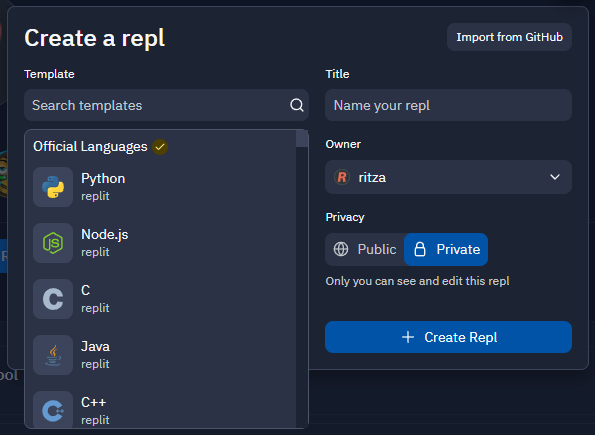 Create a repl
Import from GitHub
Template
Search templates
Official Languages
Python
replit
Node.js
replit
C
replit
Java
replit
C++
replit
Title
Name your repl
Owner
ritza
Privacy
Public
Private
Only you can see and edit this repl
Create Repl